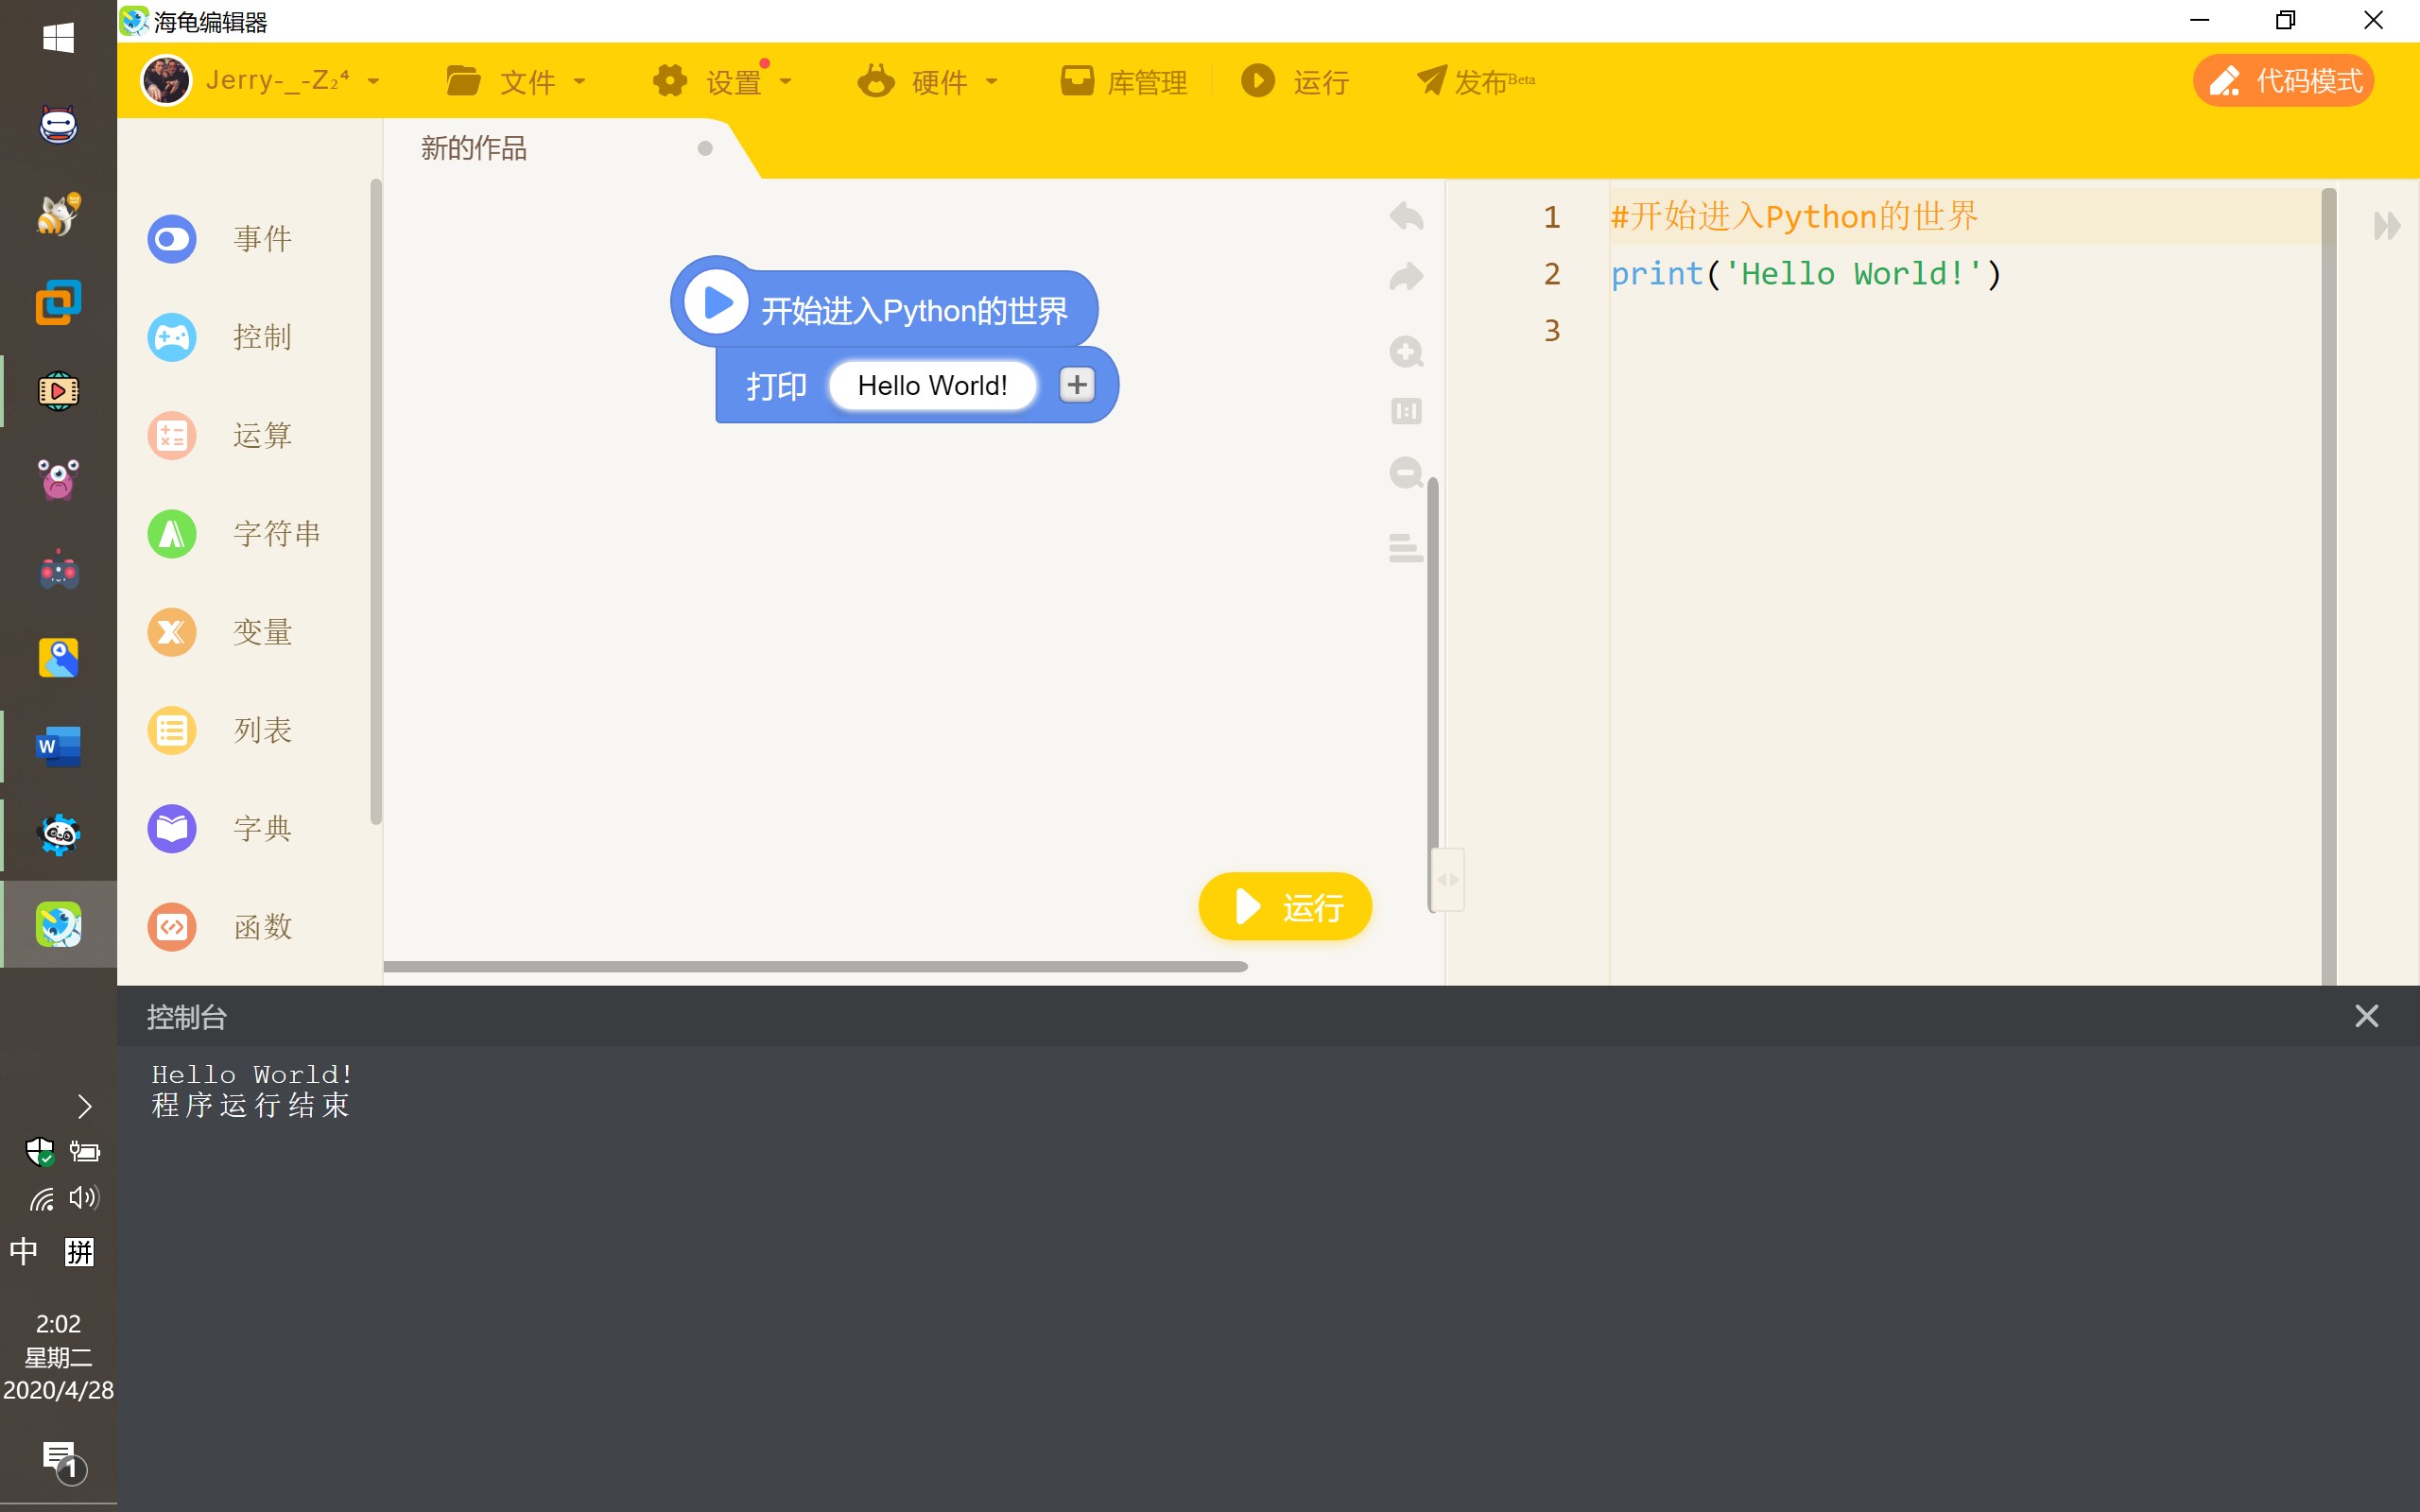 海龟编辑器
Jerry-_-Z₂⁴ 文件 设置 硬件 库管理 运行 发布Beta 代码模式
新的作品
事件
控制
运算
字符串
变量
列表
字典
函数
开始进入Python的世界
打印 Hello World! +
运行
1 #开始进入Python的世界
2 print('Hello World!')
3
控制台
Hello World!
程序运行结束
W
中 拼
2:02
星期二
2020/4/28
1